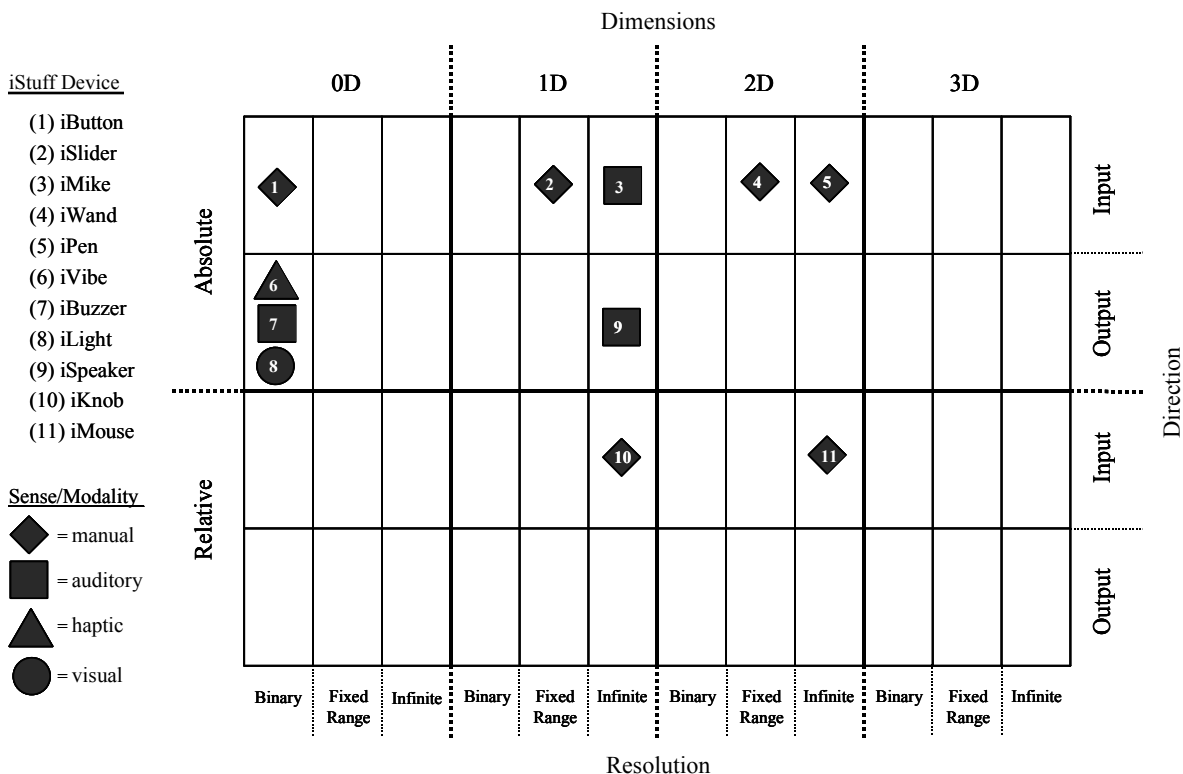 Dimensions
iStuff Device
0D
1D
2D
3D
(1) iButton
(2) iSlider
(3) iMike
(4) iWand
(5) iPen
(6) iVibe
(7) iBuzzer
(8) iLight
(9) iSpeaker
(10) iKnob
(11) iMouse
Sense/Modality
= manual
= auditory
= haptic
= visual
Absolute
Relative
1
2
3
4
5
6
7
8
9
10
11
Input
Output
Input
Output
Direction
Binary
Fixed
Range
Infinite
Binary
Fixed
Range
Infinite
Binary
Fixed
Range
Infinite
Binary
Fixed
Range
Infinite
Resolution